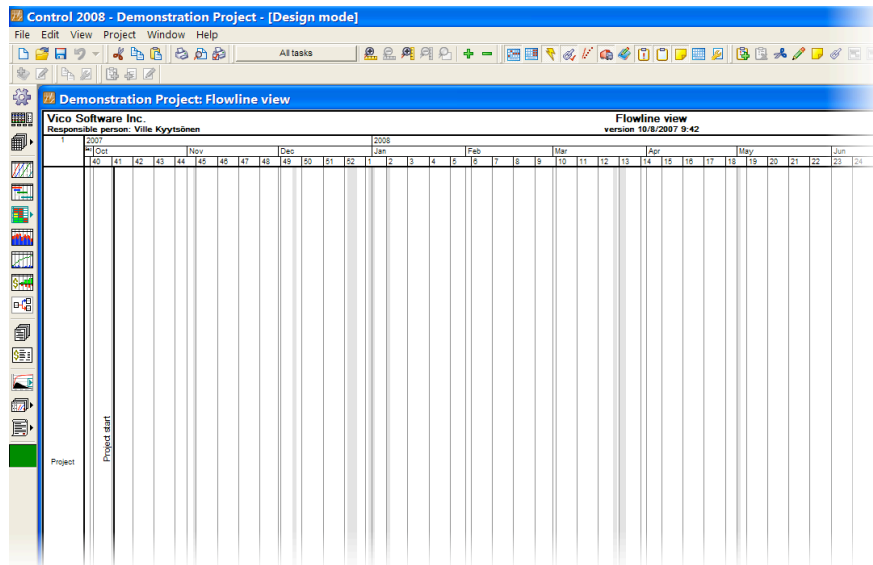 Control 2008 - Demonstration Project - [Design mode]
File Edit View Project Window Help
All tasks
Demonstration Project: Flowline view
Vico Software Inc. Flowline view
Responsible person: Ville Kyytsönen version 10/8/2007 9:42
1 2007 2008
Oct Nov Dec Jan Feb Mar Apr May Jun
40 41 42 43 44 45 46 47 48 49 50 51 52 1 2 3 4 5 6 7 8 9 10 11 12 13 14 15 16 17 18 19 20 21 22 23 24
Project start
Project